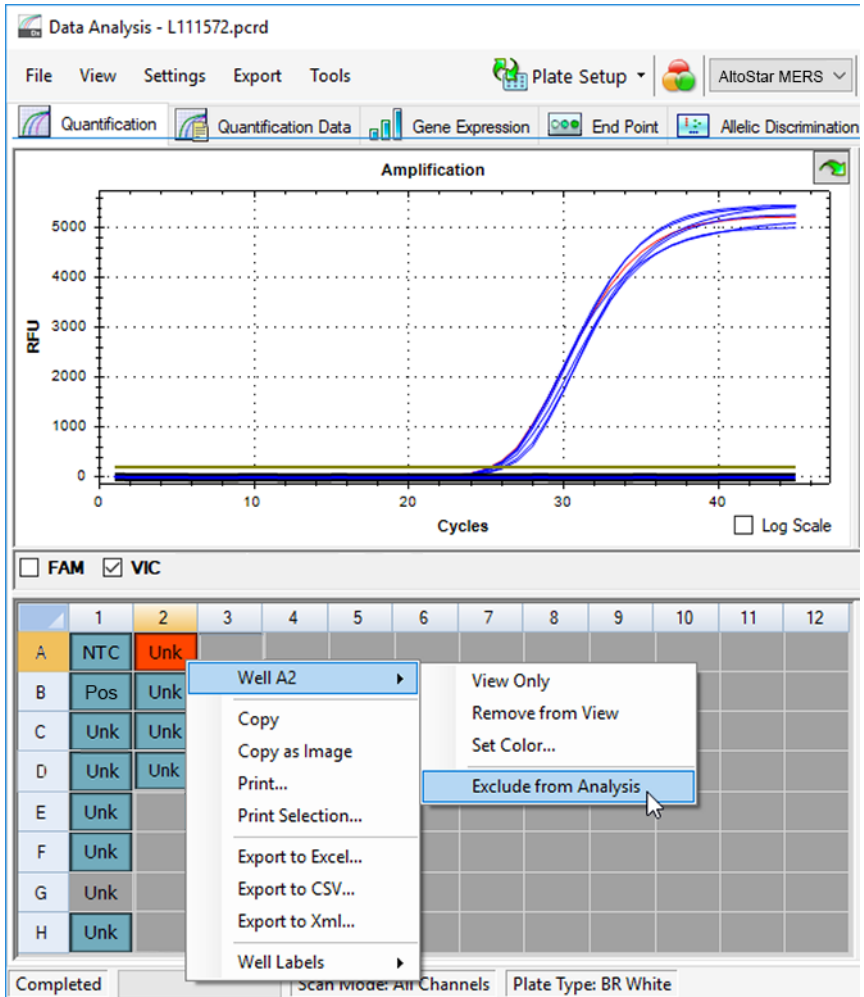 Data Analysis - L111572.pcrd
File View Settings Export Tools Plate Setup AltoStar MERS
Quantification Quantification Data Gene Expression End Point Allelic Discrimination
Amplification
5000
4000
3000
2000
1000
0
RFU
0 10 20 30 40
Cycles
Log Scale
FAM VIC
1 2 3 4 5 6 7 8 9 10 11 12
A NTC Unk
B Pos Unk
C Unk Unk
D Unk Unk
E Unk
F Unk
G Unk
H Unk
Well A2
Copy
Copy as Image
Print...
Print Selection...
Export to Excel...
Export to CSV...
Export to Xml...
Well Labels
View Only
Remove from View
Set Color...
Exclude from Analysis
Completed Scan Mode: All Channels Plate Type: BR White